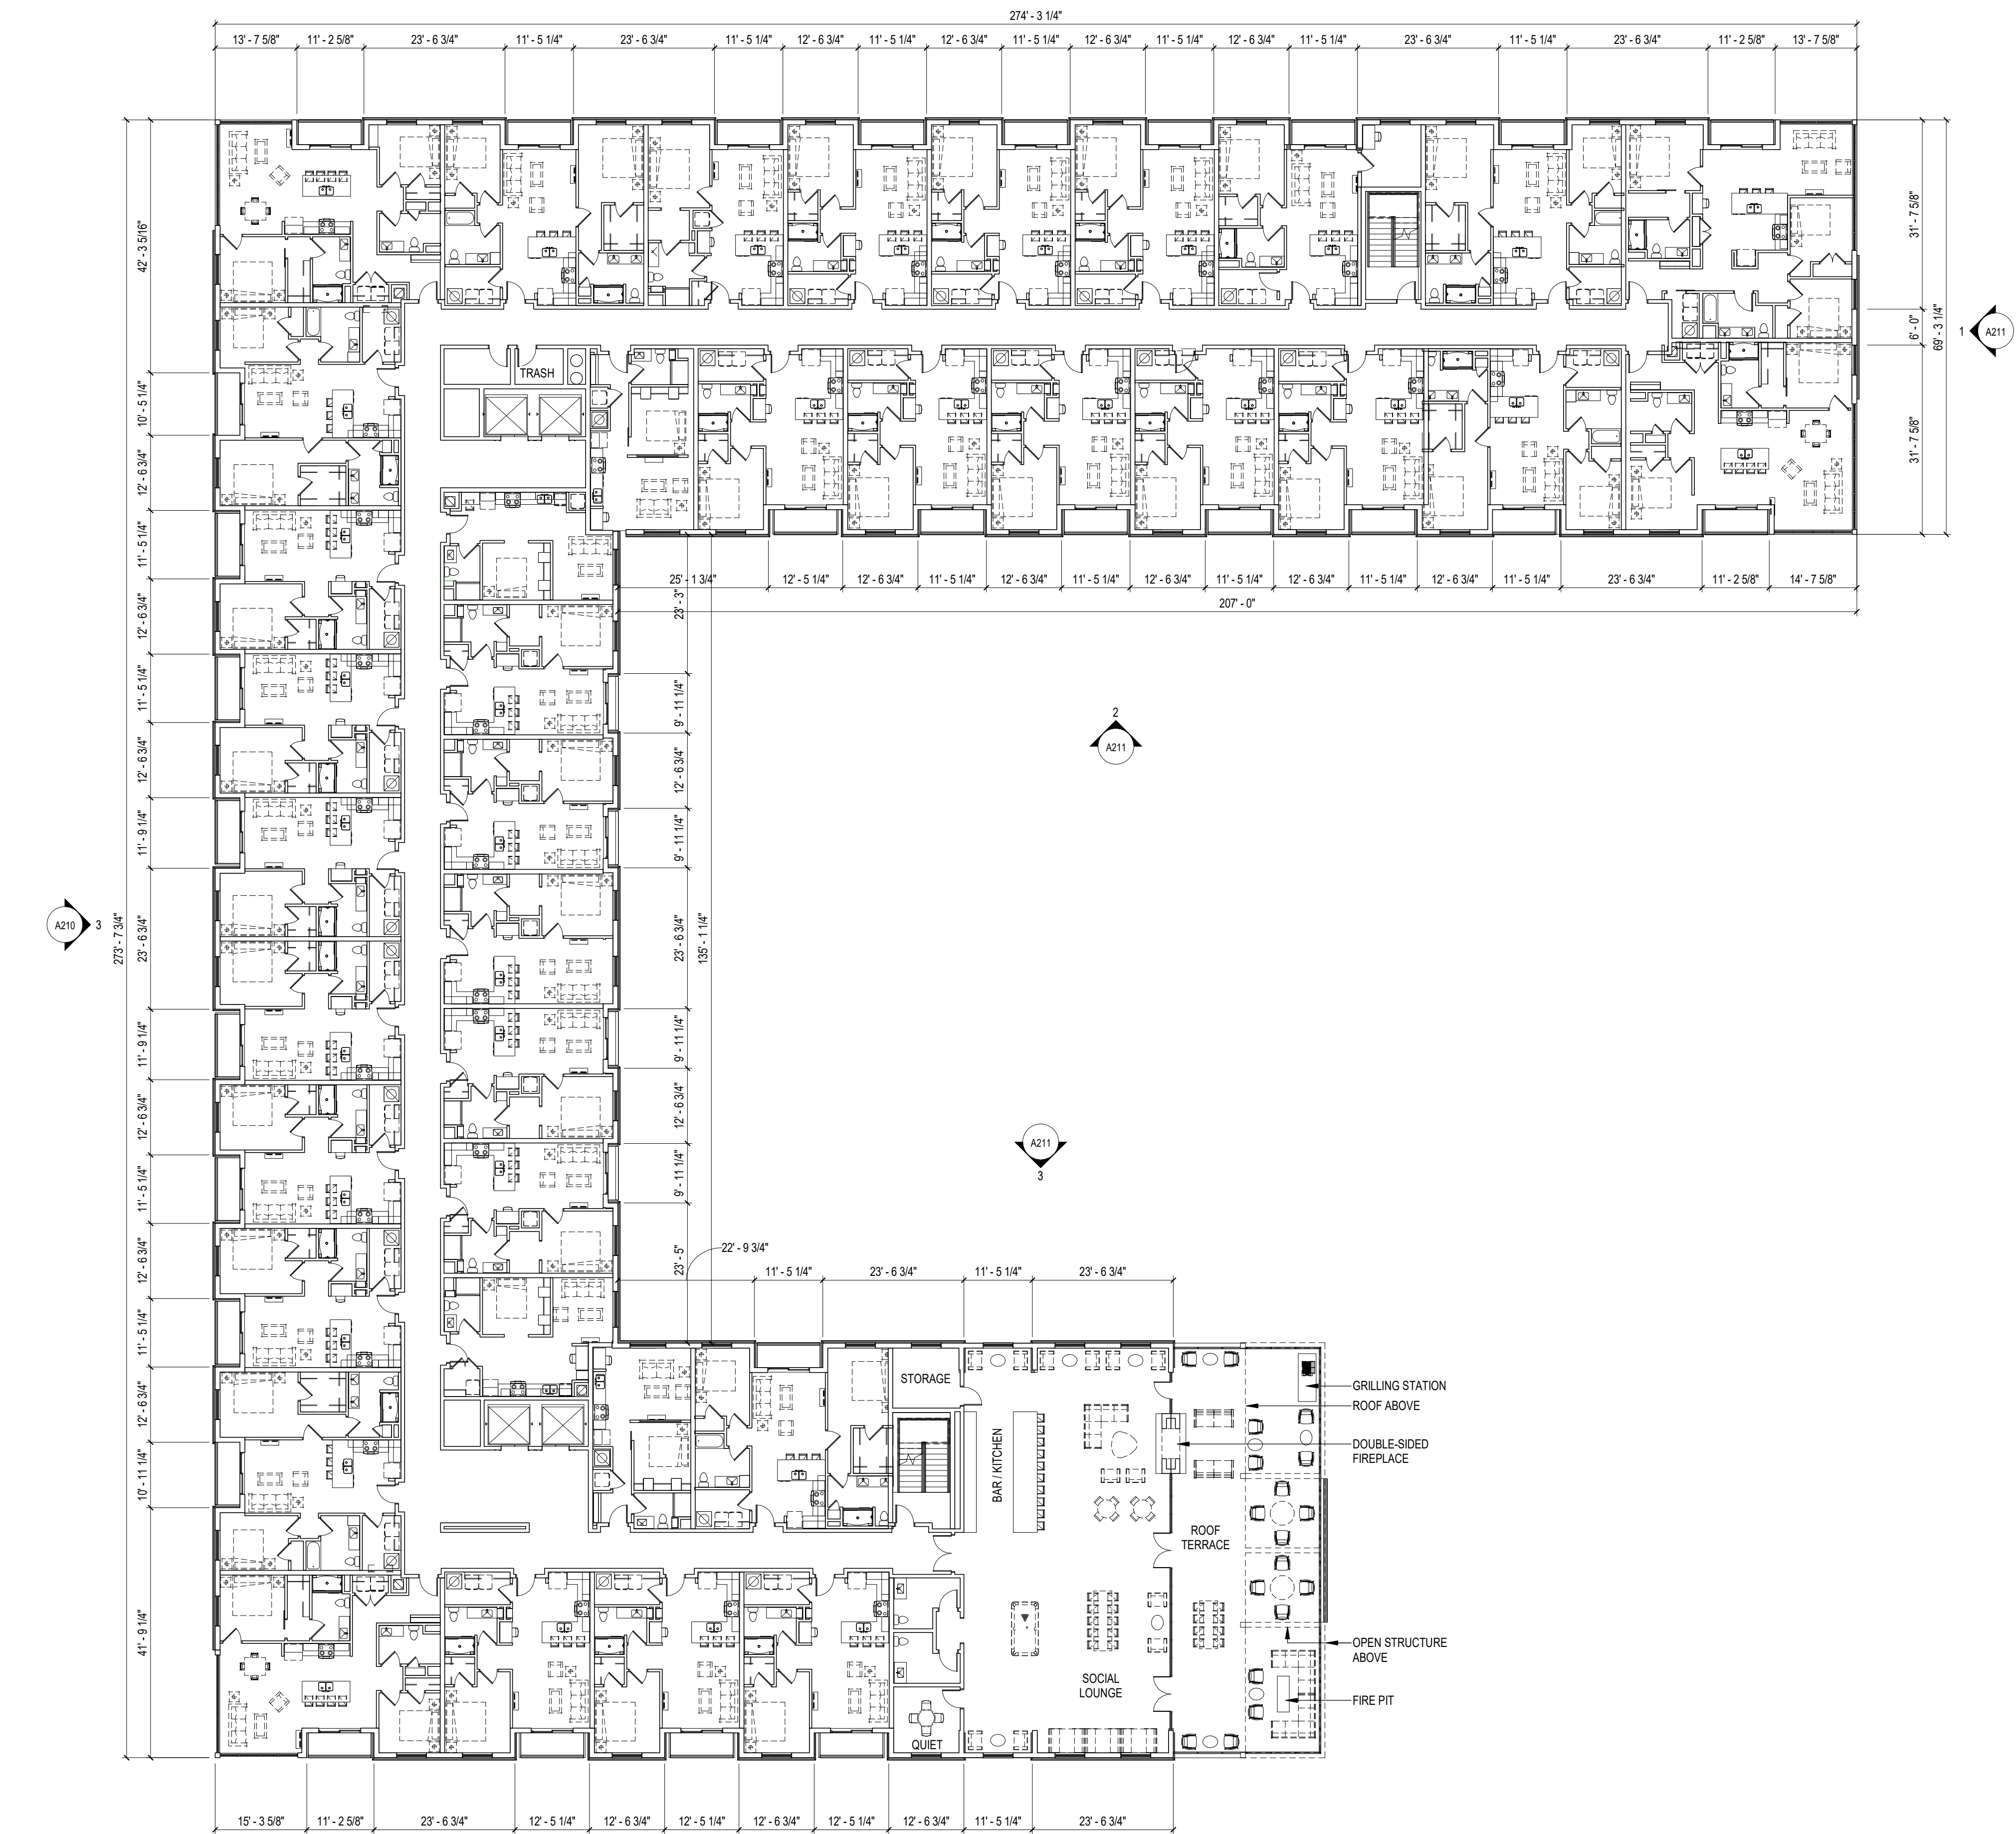 274' - 3 1/4"
13' - 7 5/8"
11' - 2 5/8"
23' - 6 3/4"
11' - 5 1/4"
23' - 6 3/4"
11' - 5 1/4"
12' - 6 3/4"
11' - 5 1/4"
12' - 6 3/4"
11' - 5 1/4"
12' - 6 3/4"
11' - 5 1/4"
12' - 6 3/4"
11' - 5 1/4"
23' - 6 3/4"
11' - 5 1/4"
23' - 6 3/4"
11' - 2 5/8"
13' - 7 5/8"
42' - 3 5/16"
10' - 5 1/4"
12' - 6 3/4"
11' - 5 1/4"
12' - 6 3/4"
11' - 5 1/4"
12' - 6 3/4"
11' - 9 1/4"
23' - 6 3/4"
11' - 9 1/4"
12' - 6 3/4"
11' - 5 1/4"
12' - 6 3/4"
11' - 5 1/4"
12' - 6 3/4"
10' - 11 1/4"
41' - 9 1/4"
273' - 7 3/4"
A210
3
31' - 7 5/8"
6' - 0"
31' - 7 5/8"
69' - 3 1/4"
1
A211
TRASH
25' - 1 3/4"
12' - 5 1/4"
12' - 6 3/4"
11' - 5 1/4"
12' - 6 3/4"
11' - 5 1/4"
12' - 6 3/4"
11' - 5 1/4"
12' - 6 3/4"
11' - 5 1/4"
12' - 6 3/4"
11' - 5 1/4"
23' - 6 3/4"
11' - 2 5/8"
14' - 7 5/8"
207' - 0"
23' - 3"
9' - 11 1/4"
12' - 6 3/4"
9' - 11 1/4"
23' - 6 3/4"
9' - 11 1/4"
12' - 6 3/4"
9' - 11 1/4"
23' - 5"
135' - 1 1/4"
2
A211
A211
3
22' - 9 3/4"
11' - 5 1/4"
23' - 6 3/4"
11' - 5 1/4"
23' - 6 3/4"
STORAGE
BAR / KITCHEN
GRILLING STATION
ROOF ABOVE
DOUBLE-SIDED
FIREPLACE
ROOF
TERRACE
OPEN STRUCTURE
ABOVE
SOCIAL
LOUNGE
FIRE PIT
QUIET
15' - 3 5/8"
11' - 2 5/8"
23' - 6 3/4"
12' - 5 1/4"
12' - 6 3/4"
12' - 5 1/4"
12' - 6 3/4"
12' - 5 1/4"
12' - 6 3/4"
11' - 5 1/4"
23' - 6 3/4"